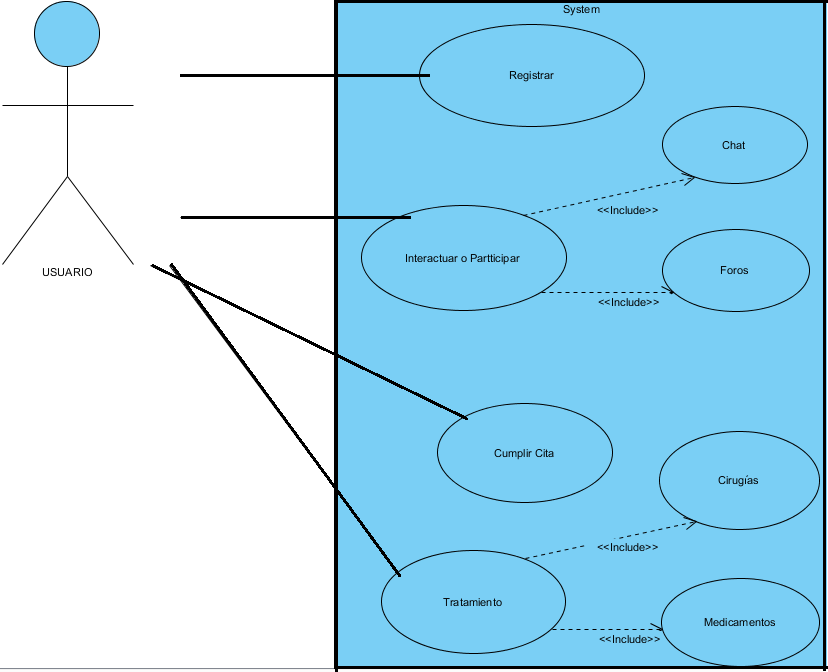 System
Registrar
Chat
<<Include>>
Interactuar o Partticipar
Foros
USUARIO
<<Include>>
Cumplir Cita
Cirugías
<<Include>>
Tratamiento
Medicamentos
<<Include>>